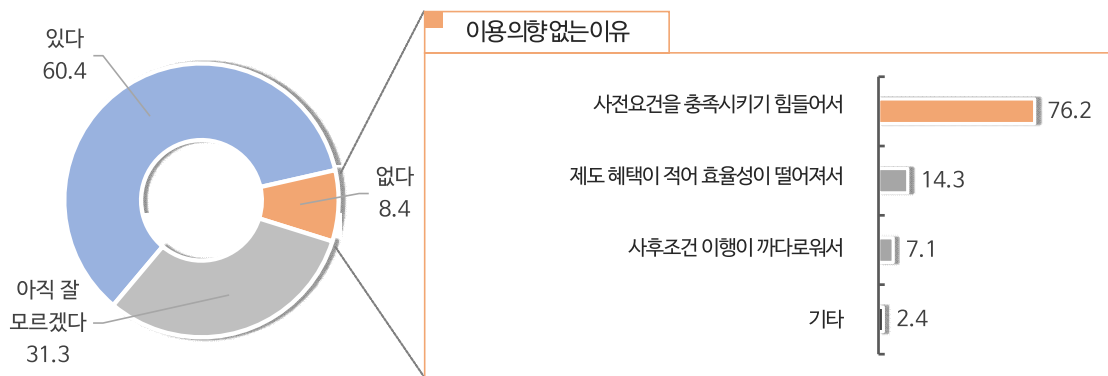 있다
60.4
없다
8.4
아직 잘
모르겠다
31.3
이용의향없는이유
사전요건을 충족시키기 힘들어서
76.2
제도 혜택이 적어 효율성이 떨어져서
14.3
사후조건 이행이 까다로워서
7.1
기타
2.4